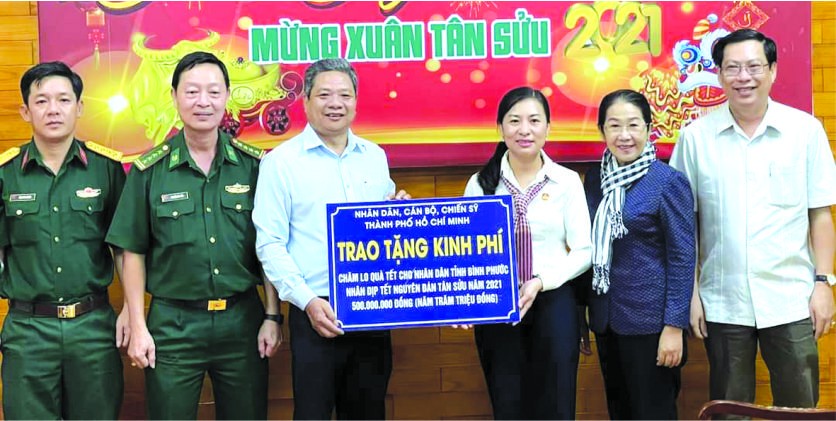 MỪNG XUÂN TÂN SỬU
2021
NHÂN DÂN, CÁN BỘ, CHIẾN SỸ
THÀNH PHỐ HỒ CHÍ MINH
TRAO TẶNG KINH PHÍ
CHĂM LO QUÀ TẾT CHO NHÂN DÂN TỈNH BÌNH PHƯỚC
NHÂN DỊP TẾT NGUYÊN ĐÁN TÂN SỬU NĂM 2021
500.000.000 ĐỒNG (NĂM TRĂM TRIỆU ĐỒNG)